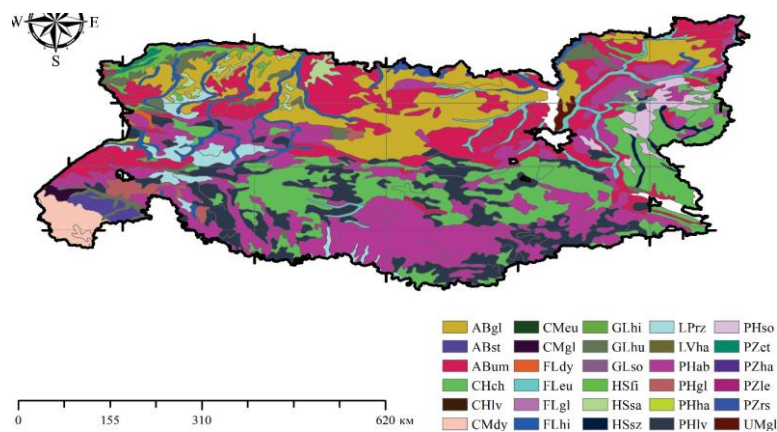 W E
S
ABgl CMeu GLhi LPrz PHso
ABst CMgl GLhu LVha PZet
ABum FLdy GLso PHab PZha
CHch FLeu HSfi PHgl PZle
CHlv FLgl HSsa PHha PZrs
CMdy FLhi HSsz PHlv UMgl
0 155 310 620 км